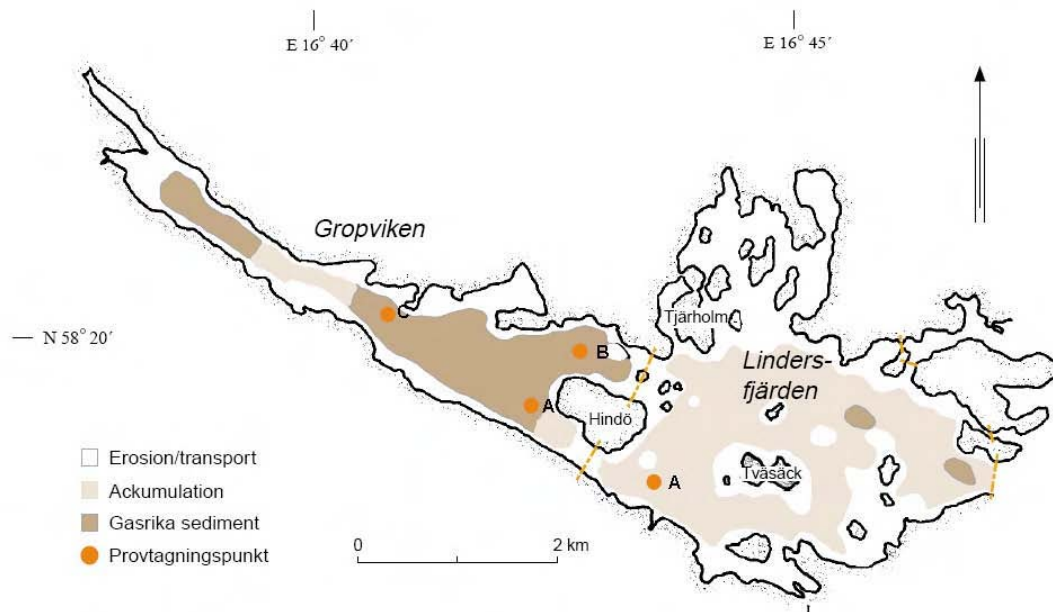 E 16° 40´
E 16° 45´
Gropviken
C
N 58° 20´
Tjärholm
B
Linders-
fjärden
A
Hindö
Tväsäck
A
Erosion/transport
Ackumulation
Gasrika sediment
Provtagningspunkt
0 2 km